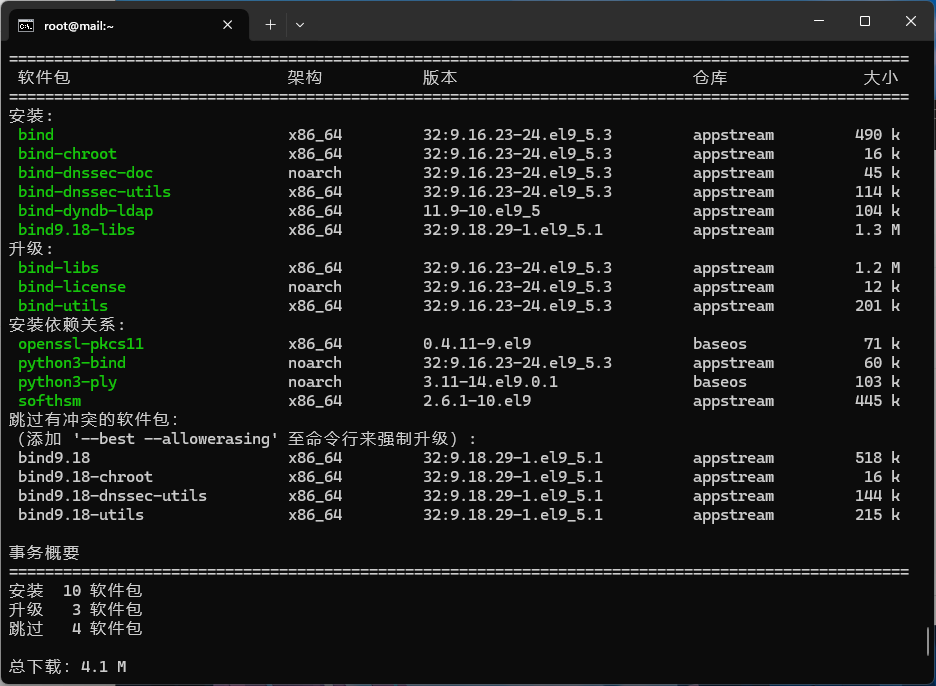 root@mail:~
================================================================================
软件包 架构 版本 仓库 大小
================================================================================
安装:
bind x86_64 32:9.16.23-24.el9_5.3 appstream 490 k
bind-chroot x86_64 32:9.16.23-24.el9_5.3 appstream 16 k
bind-dnssec-doc noarch 32:9.16.23-24.el9_5.3 appstream 45 k
bind-dnssec-utils x86_64 32:9.16.23-24.el9_5.3 appstream 114 k
bind-dyndb-ldap x86_64 11.9-10.el9_5 appstream 104 k
bind9.18-libs x86_64 32:9.18.29-1.el9_5.1 appstream 1.3 M
升级:
bind-libs x86_64 32:9.16.23-24.el9_5.3 appstream 1.2 M
bind-license noarch 32:9.16.23-24.el9_5.3 appstream 12 k
bind-utils x86_64 32:9.16.23-24.el9_5.3 appstream 201 k
安装依赖关系:
openssl-pkcs11 x86_64 0.4.11-9.el9 baseos 71 k
python3-bind noarch 32:9.16.23-24.el9_5.3 appstream 60 k
python3-ply noarch 3.11-14.el9.0.1 baseos 103 k
softhsm x86_64 2.6.1-10.el9 appstream 445 k
跳过有冲突的软件包:
（添加 '--best --allowerasing' 至命令行来强制升级）:
bind9.18 x86_64 32:9.18.29-1.el9_5.1 appstream 518 k
bind9.18-chroot x86_64 32:9.18.29-1.el9_5.1 appstream 16 k
bind9.18-dnssec-utils x86_64 32:9.18.29-1.el9_5.1 appstream 144 k
bind9.18-utils x86_64 32:9.18.29-1.el9_5.1 appstream 215 k
事务概要
================================================================================
安装 10 软件包
升级 3 软件包
跳过 4 软件包
总下载: 4.1 M